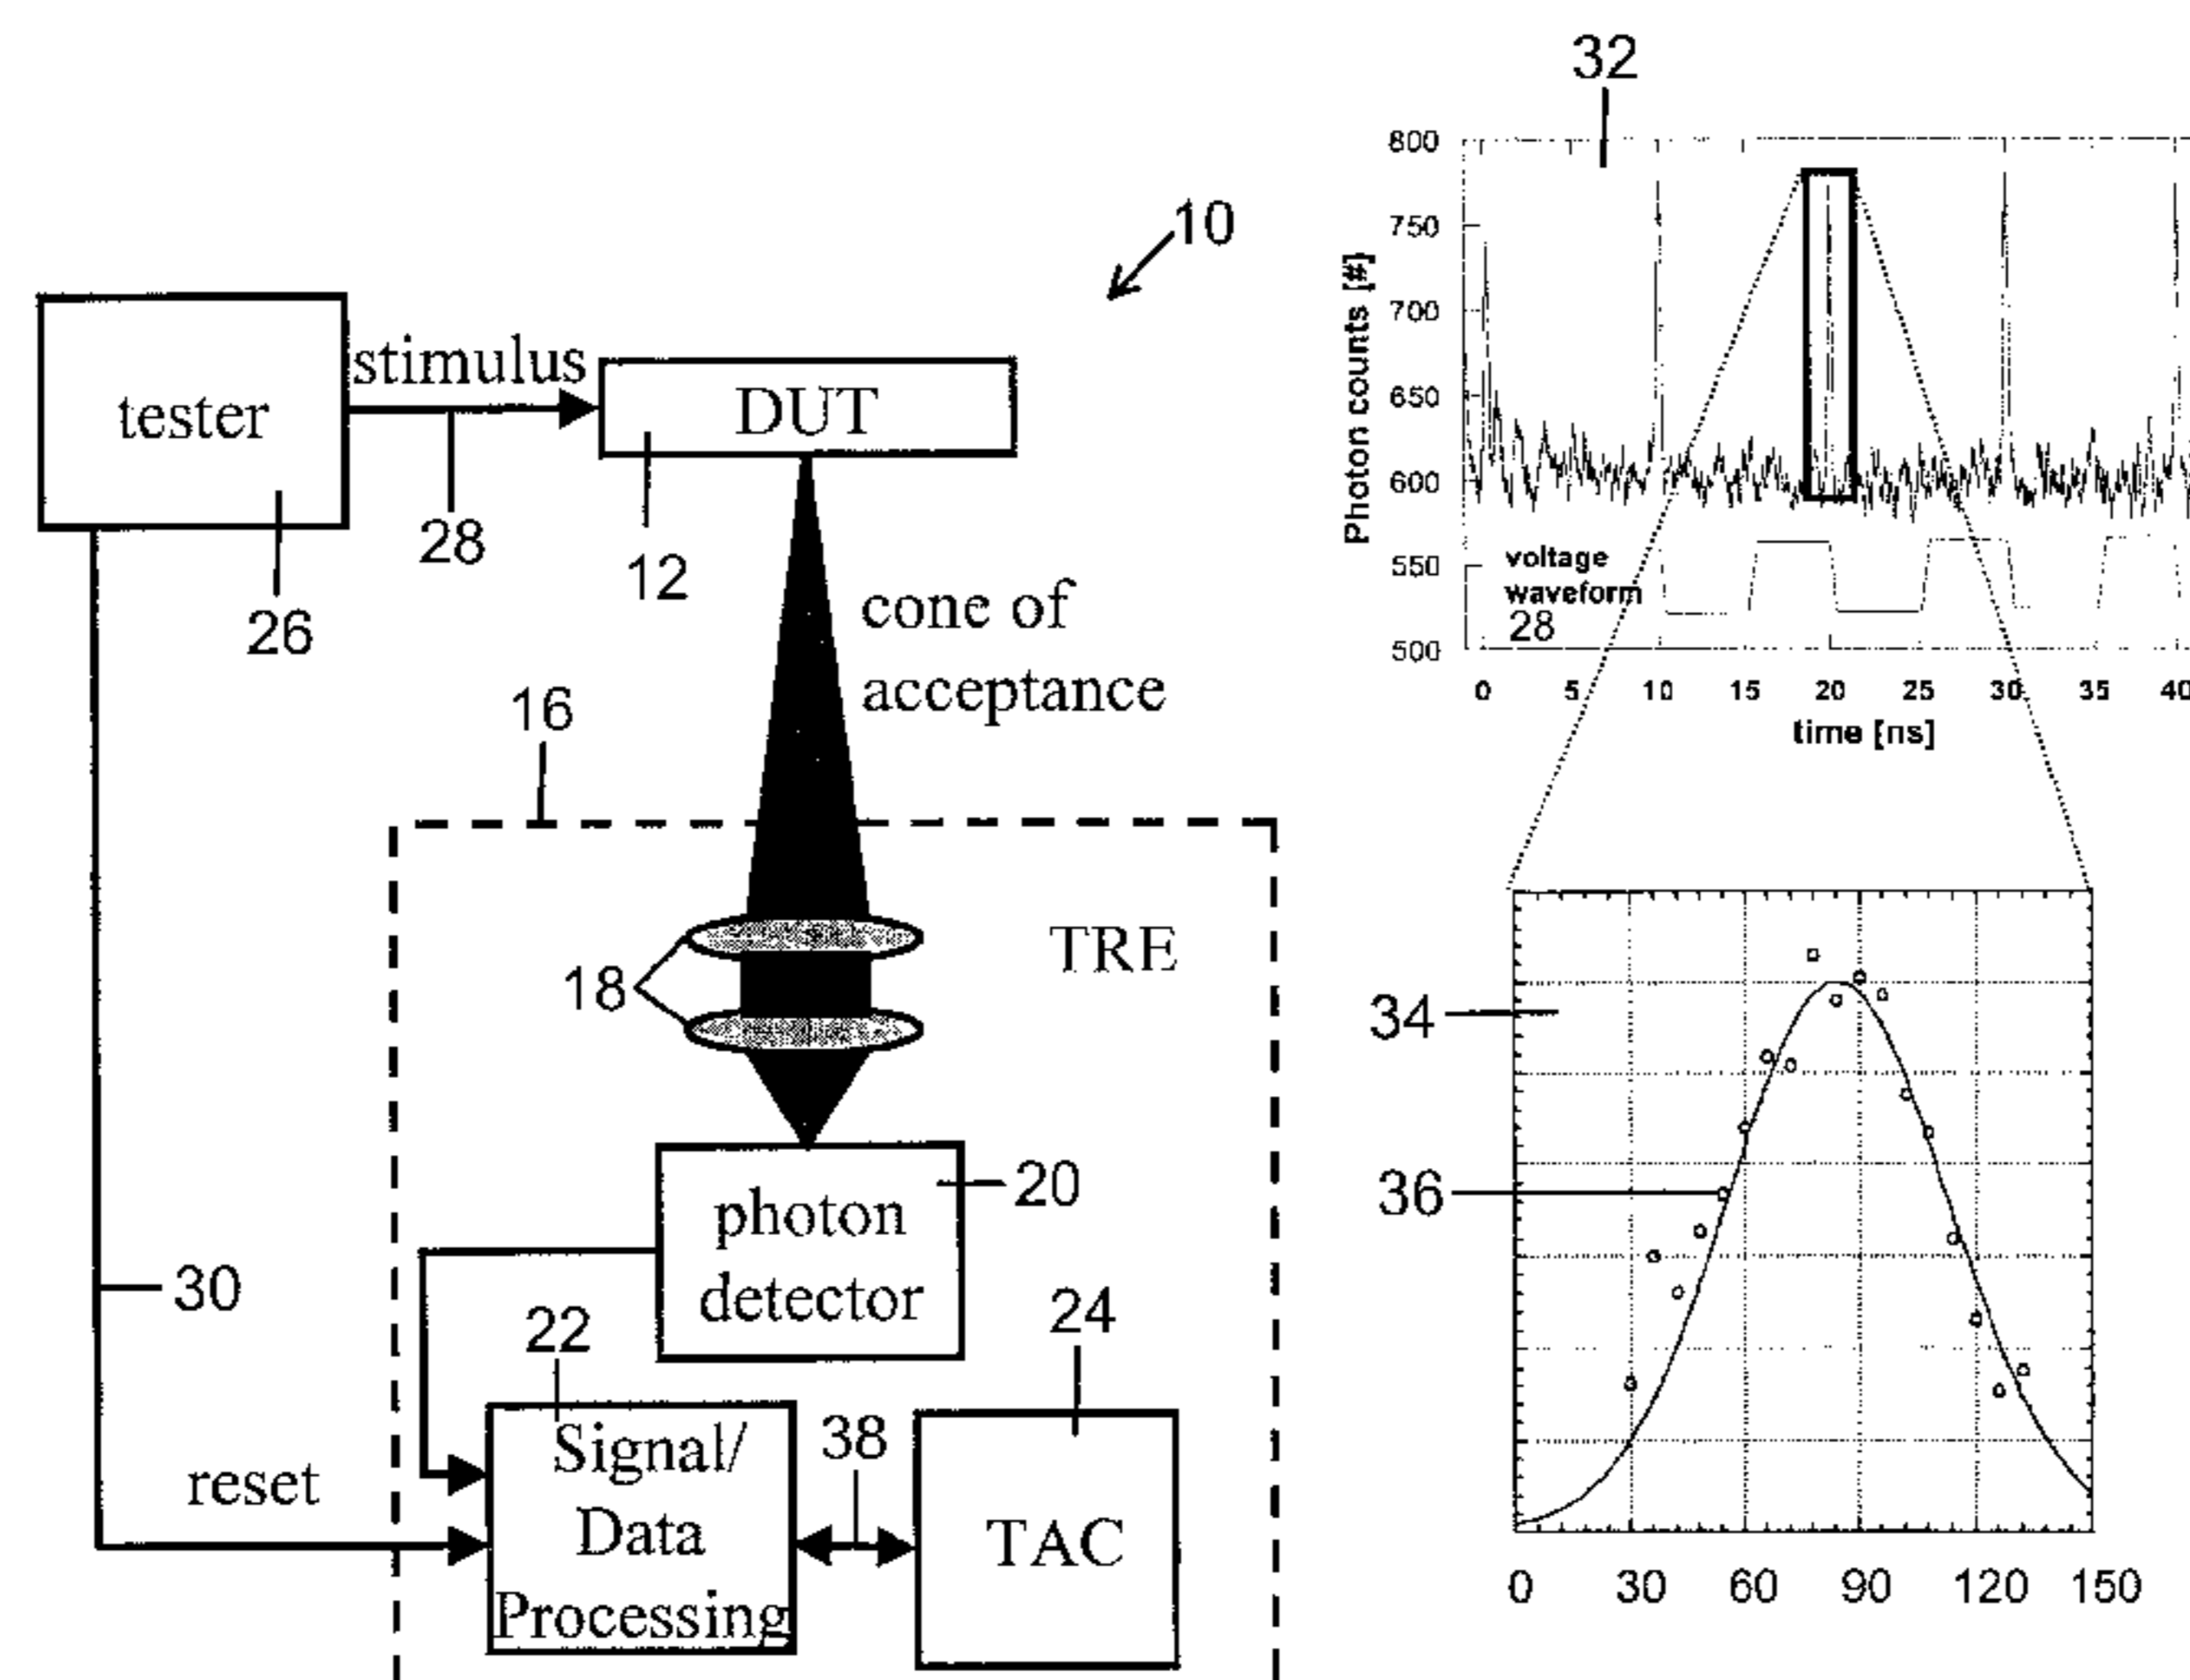 10
tester
stimulus
DUT
28
12
26
cone of
acceptance
16
TRE
18
photon
detector
20
30
22
24
Signal/
Data
Processing
38
TAC
reset
32
800
750
700
650
600
550
500
Photon counts [#]
voltage
waveform
28
0 5 10 15 20 25 30 35 40
time [ns]
34
36
0 30 60 90 120 150